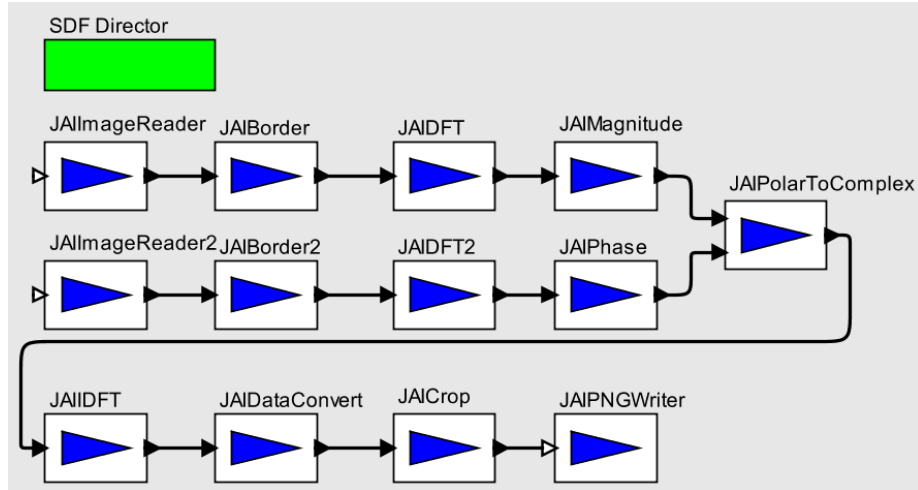 SDF Director
JAIImageReader
JAIBorder
JAIDFT
JAIMagnitude
JAIPolarToComplex
JAIImageReader2
JAIBorder2
JAIDFT2
JAIPhase
JAIIDFT
JAIDataConvert
JAICrop
JAIPNGWriter